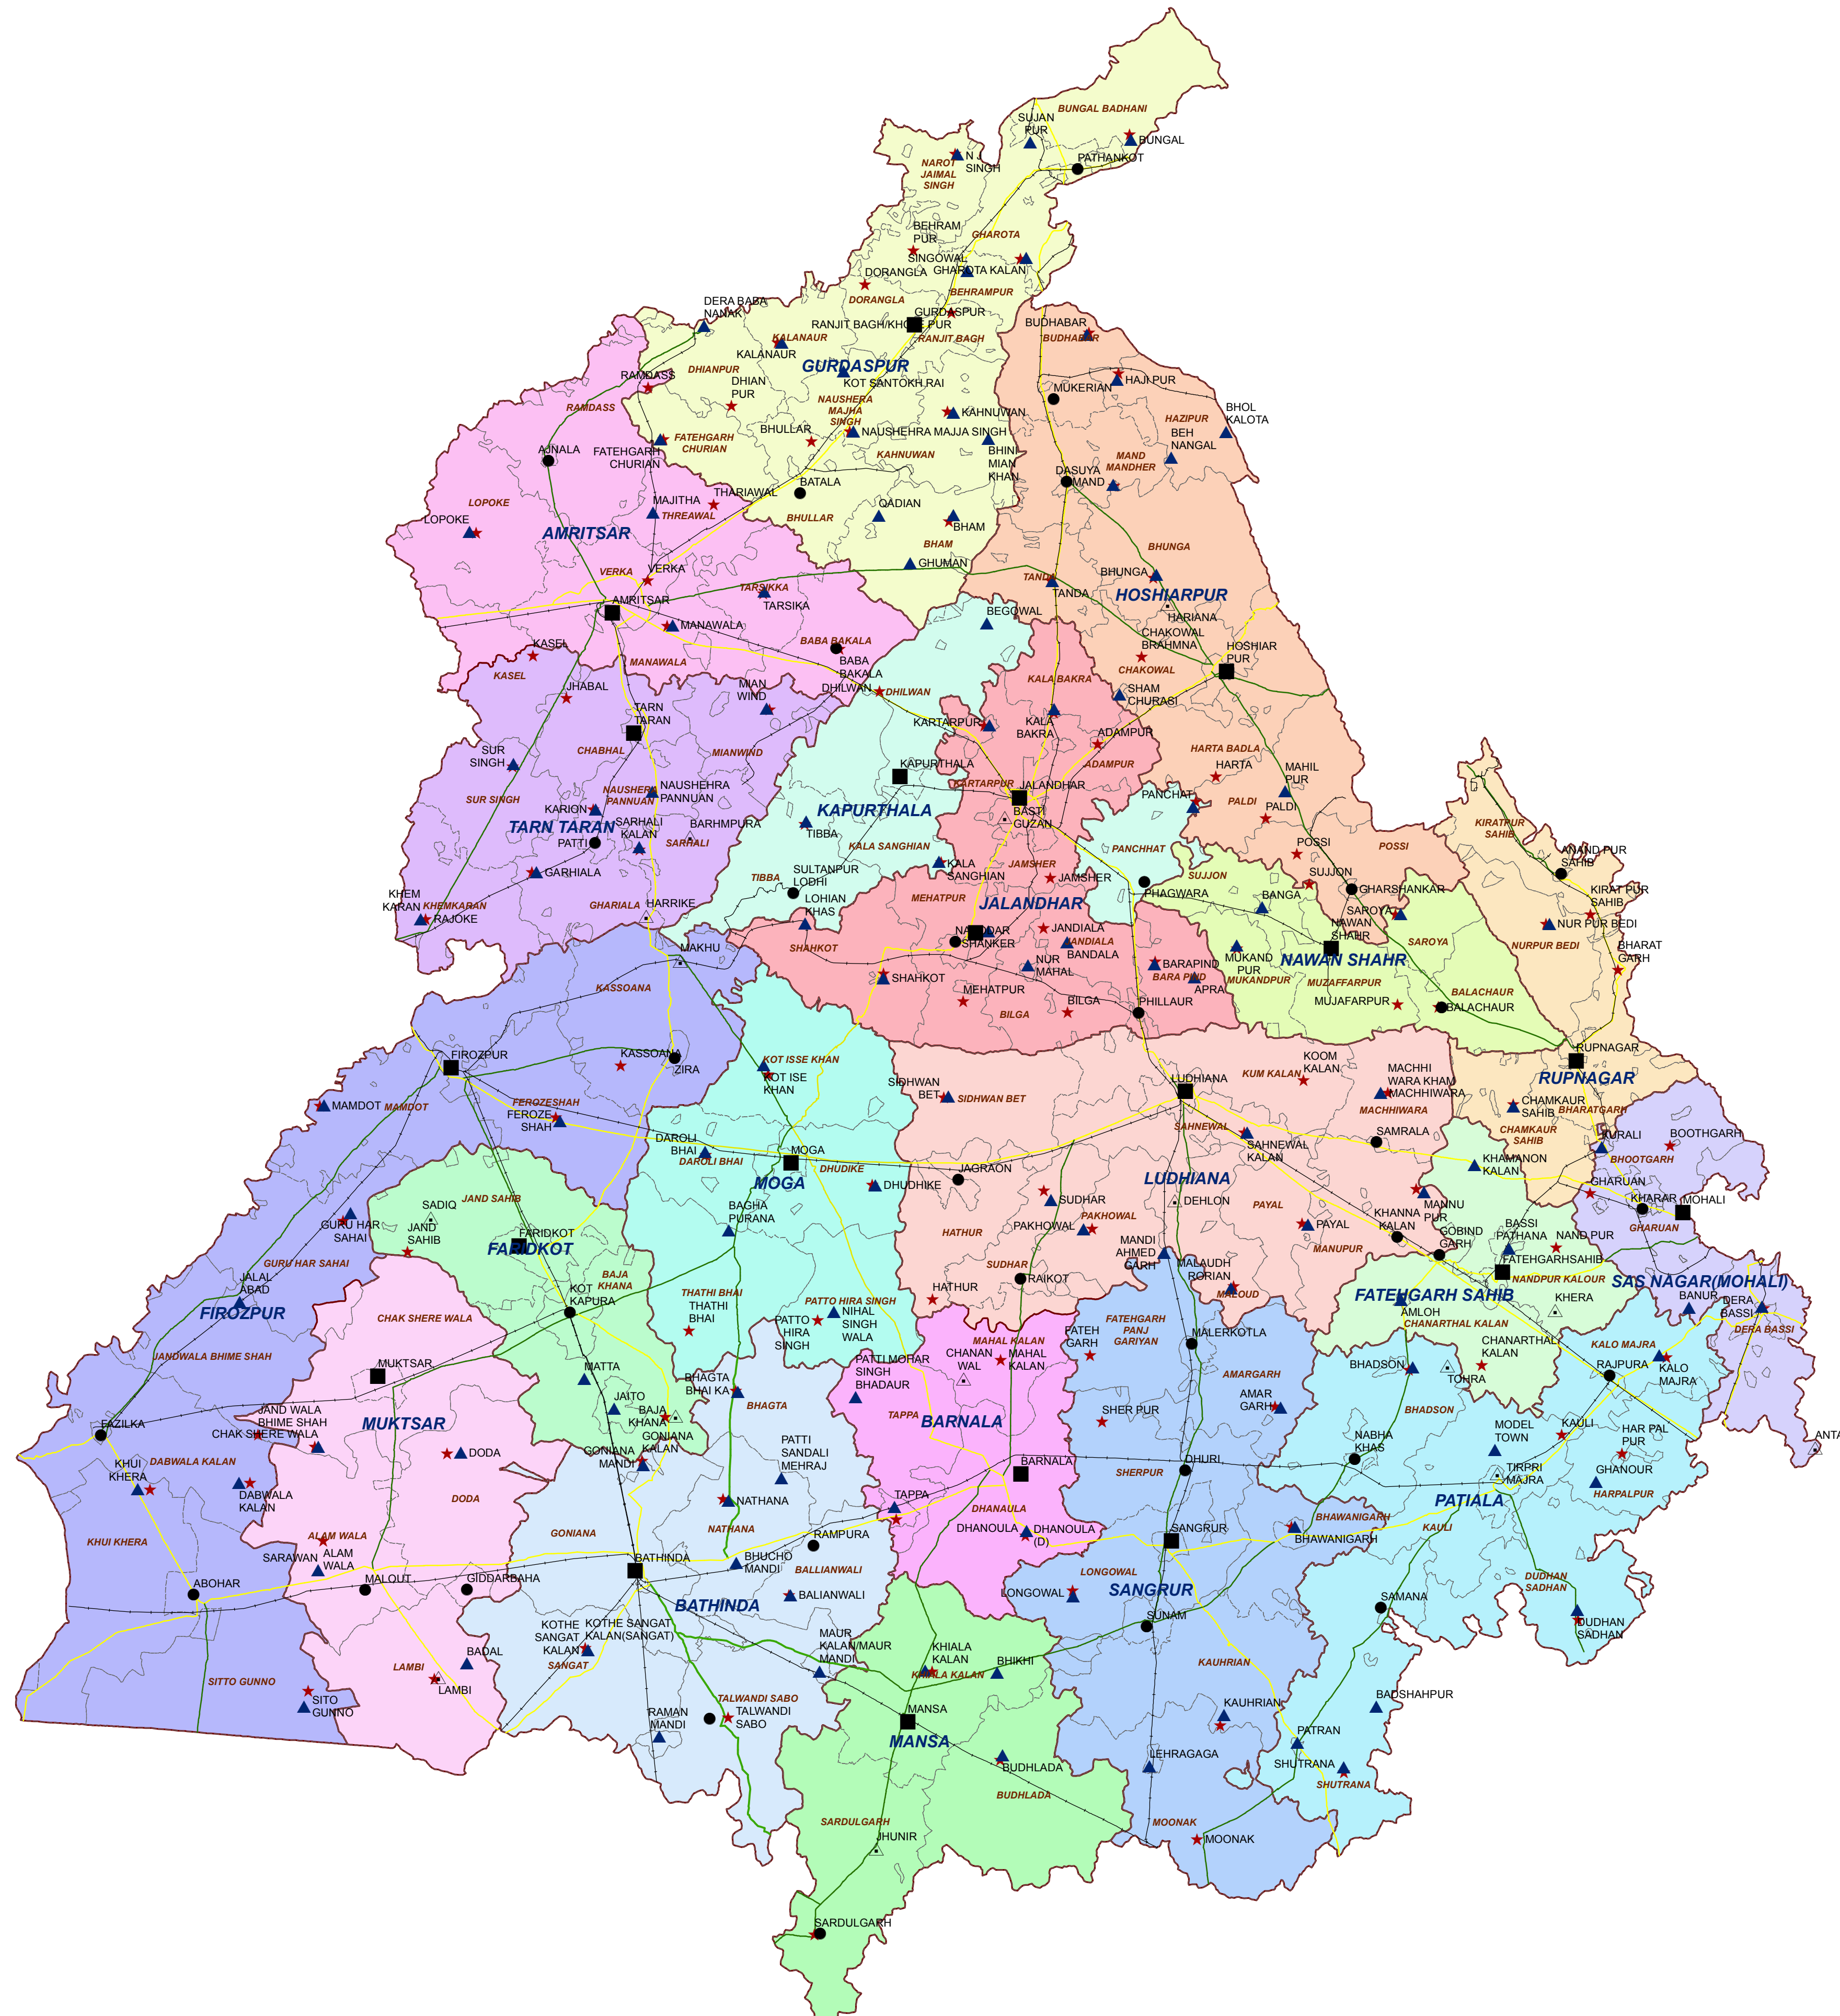 BUNGAL BADHANI
SUJAN
PUR
BUNGAL
PATHANKOT
N J
SINGH
NAROT
JAIMAL
SINGH
BEHRAM
PUR
GHAROTA
SINGOWAL
GHAROTA KALAN
DORANGLA
DORANGLA
BEHRAMPUR
DERA BABA
NANAK
GURDASPUR
RANJIT BAGH
KALANAUR
KALANAUR
BUDHABAR
BUDHABAR
GURDASPUR
KOT SANTOKH RAI
DHIANPUR
DHIAN
PUR
RAMDASS
RAMDASS
HAJI PUR
MUKERIAN
NAUSHERA
MAJHA
SINGH
KAHNUWAN
BHOL
KALOTA
HAZIPUR
BEH
NANGAL
BHULLAR
NAUSHEHRA MAJJA SINGH
FATEHGARH
CHURIAN
FATEHGARH
CHURIAN
AJNALA
KAHNUWAN
BHINI
MIAN
KHAN
MAND
MANDHER
DASUYA
MAND
BATALA
THARIAWAL
MAJITHA
THREAWAL
QADIAN
BHULLAR
BHAM
BHAM
LOPOKE
LOPOKE
AMRITSAR
GHUMAN
BHUNGA
BHUNGA
VERKA
VERKA
TARSIKKA
TARSIKA
TANDA
TANDA
HOSHIARPUR
HARIANA
AMRITSAR
MANAWALA
MANAWALA
BEGOWAL
CHAKOWAL
BRAHMNA
CHAKOWAL
HOSHIAR
PUR
BABA BAKALA
BABA
BAKALA
KASEL
KASEL
JHABAL
MIAN
WIND
DHILWAN
DHILWAN
KALA BAKRA
KALA
BAKRA
SHAM
CHURASI
TARN
TARAN
KARTARPUR
ADAMPUR
ADAMPUR
HARTA BADLA
HARTA
CHABHAL
MIANWIND
SUR
SINGH
SUR SINGH
KAPURTHALA
KARTARPUR
JALANDHAR
BASTI
GUZAN
PANCHAT
MAHIL
PUR
PALDI
PALDI
NAUSHERA
PANNUAN
NAUSHEHRA
PANNUAN
KARION
SARHALI
KALAN
BARHMPURA
SARHALI
TARN TARAN
PATTI
KAPURTHALA
TIBBA
KALA SANGHIAN
KALA
SANGHIAN
JAMSHER
JAMSHER
PANCHHAT
POSSI
POSSI
KIRATPUR
SAHIB
ANAND PUR
SAHIB
GARHIALA
TIBBA
SULTANPUR
LODHI
MEHATPUR
JALANDHAR
PHAGWARA
SUJJON
SUJJON
BANGA
GHARSHANKAR
SAROYA
SAROYA
KIRAT PUR
SAHIB
KHEM
KARAN
KHEMKARAN
RAJOKE
GHARIALA
HARRIKE
LOHIAN
KHAS
SHAHKOT
SHANKER
JANDIALA
JANDIALA
BANDALA
NUR
MAHAL
NAWAN
SHAHR
NAWAN SHAHR
NUR PUR BEDI
NURPUR BEDI
BHARAT
GARH
MAKHU
SHAHKOT
MEHATPUR
BILGA
BILGA
BARAPIND
BARA PIND
APRA
PHILLAUR
MUKAND
PUR
MUKANDPUR
MUZAFFARPUR
MUJAFARPUR
BALACHAUR
BALACHAUR
KASSOANA
KASSOANA
ZIRA
FIROZPUR
KOT ISSE KHAN
KOT ISE
KHAN
LUDHIANA
KOOM
KALAN
KUM KALAN
MACHHI
WARA KHAM
MACHHIWARA
MACHHIWARA
RUPNAGAR
RUPNAGAR
MAMDOT
MAMDOT
FEROZESHAH
FEROZE
SHAH
SIDHWAN
BET
SIDHWAN BET
SAHNEWAL
SAHNEWAL
KALAN
SAMRALA
CHAMKAUR
SAHIB
CHAMKAUR
SAHIB
BHARATGARH
KURALI
BOOTHGARH
BHOOTGARH
DAROLI
BHAI
DAROLI BHAI
MOGA
MOGA
DHUDIKE
DHUDIKE
JAGRAON
LUDHIANA
DEHLON
KHAMANON
KALAN
GHARUAN
KHARAR
MOHALI
GHARUAN
BAGHA
PURANA
SUDHAR
PAKHOWAL
PAKHOWAL
PAYAL
PAYAL
MANNU
PUR
KHANNA
KALAN
GOBIND
GARH
MANUPUR
BASSI
PATHANA
FATEHGARHSAHIB
NAND PUR
NANDPUR KALOUR
JAND SAHIB
SADIQ
JAND
SAHIB
FARIDKOT
FARIDKOT
GURU HAR
SAHAI
GURU HAR SAHAI
HATHUR
HATHUR
SUDHAR
RAIKOT
MANDI
AHMED
GARH
MALAUDH
RORIAN
MALOUD
FATEHGARH SAHIB
AMLOH
CHANARTHAL KALAN
CHANARTHAL
KALAN
KHERA
SAS NAGAR(MOHALI)
BANUR
DERA
BASSI
DERA BASSI
JALAL
ABAD
FIROZPUR
BAJA
KHANA
KOT
KAPURA
THATHI BHAI
THATHI
BHAI
PATTO HIRA SINGH
PATTO
HIRA
SINGH
NIHAL
SINGH
WALA
CHAK SHERE WALA
JANDWALA BHIME SHAH
MUKTSAR
MUKTSAR
MATTA
JAITO
BAJA
KHANA
BHAGTA
BHAI KA
BHAGTA
PATTI MOHAR
SINGH
BHADAUR
MAHAL KALAN
CHANAN
WAL
MAHAL
KALAN
FATEH
GARH
FATEHGARH
PANJ
GARIYAN
MALERKOTLA
AMARGARH
AMAR
GARH
BHADSON
BHADSON
TOHRA
KALO MAJRA
KALO
MAJRA
RAJPURA
FAZILKA
JAND WALA
BHIME SHAH
CHAK SHERE WALA
KHUI
KHERA
DABWALA KALAN
DABWALA
KALAN
DODA
DODA
GONIANA
KALAN
GONIANA
MANDI
PATTI
SANDALI
MEHRAJ
TAPPA
BARNALA
BARNALA
SHER PUR
SHERPUR
DHURI
NABHA
KHAS
MODEL
TOWN
KAULI
HAR PAL
PUR
GHANOUR
HARPALPUR
TIRPRI
MAJRA
PATIALA
KHUI KHERA
ALAM WALA
ALAM
WALA
SARAWAN
GONIANA
NATHANA
NATHANA
RAMPURA
TAPPA
DHANAULA
DHANOULA
DHANOULA
(D)
SANGRUR
BHAWANIGARH
BHAWANIGARH
KAULI
ABOHAR
MALOUT
GIDDARBAHA
BATHINDA
BHUCHO
MANDI
BALLIANWALI
BALIANWALI
BATHINDA
LONGOWAL
LONGOWAL
SANGRUR
SUNAM
SAMANA
DUDHAN
SADHAN
DUDHAN
SADHAN
KOTHE
SANGAT
KALAN
KOTHE SANGAT
KALAN(SANGAT)
SANGAT
MAUR
KALAN/MAUR
MANDI
KHIALA
KALAN
KHIALA KALAN
BHIKHI
SITTO GUNNO
SITO
GUNNO
LAMBI
LAMBI
BADAL
RAMAN
MANDI
TALWANDI SABO
TALWANDI
SABO
MANSA
MANSA
KAUHRIAN
KAUHRIAN
BADSHAHPUR
PATRAN
SHUTRANA
SHUTRANA
BUDHLADA
BUDHLADA
LEHRAGAGA
MOONAK
MOONAK
SARDULGARH
JHUNIR
SARDULGARH